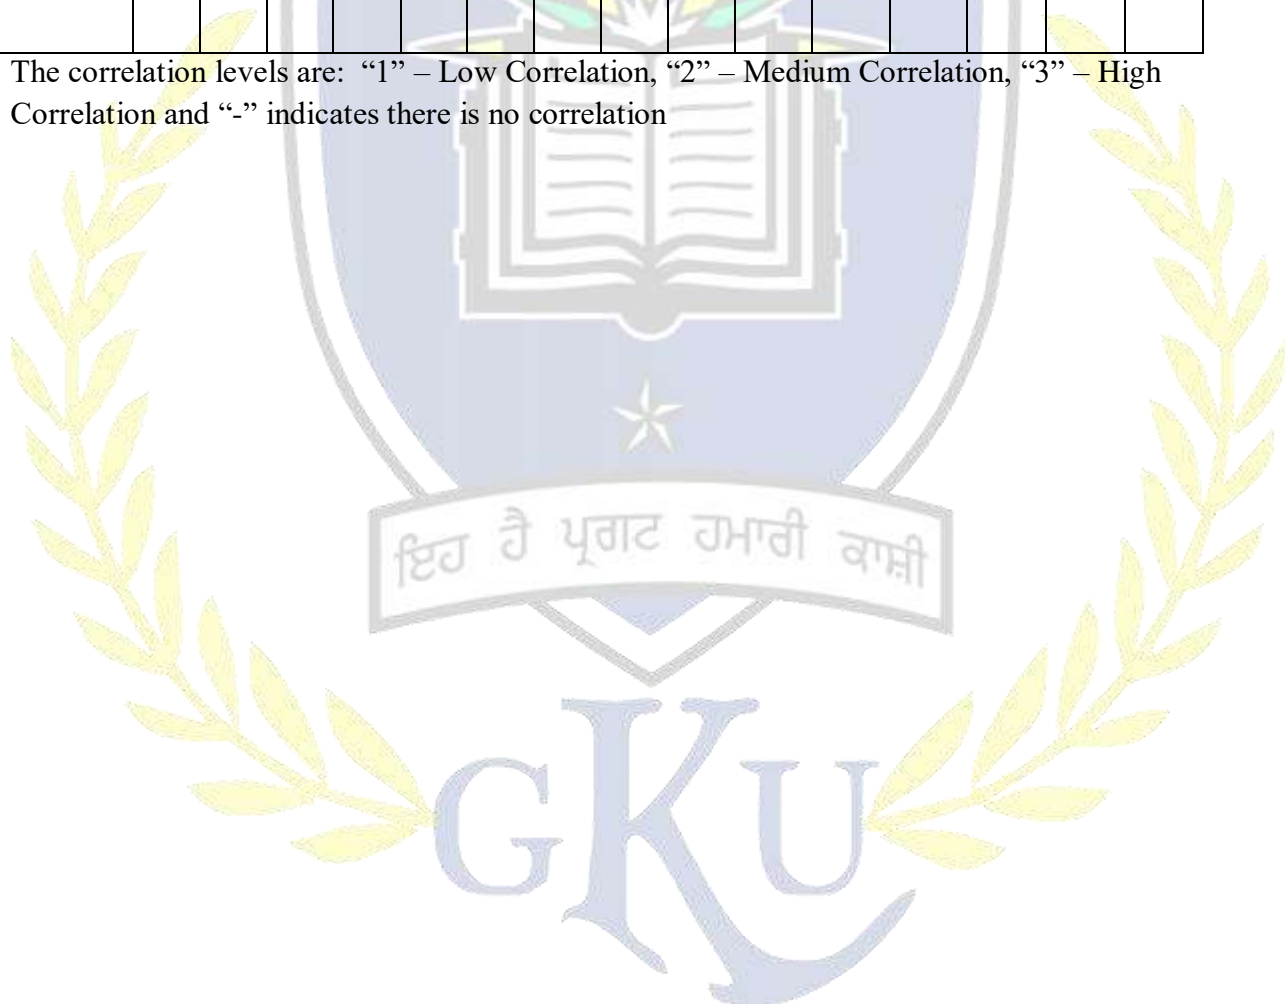 The correlation levels are:  “1” – Low Correlation, “2” – Medium Correlation, “3” – High
Correlation and “-” indicates there is no correlation
ਇਹ ਹੈ ਪ੍ਰਗਟ ਹਮਾਰੀ ਕਾਸ਼ੀ
GKU